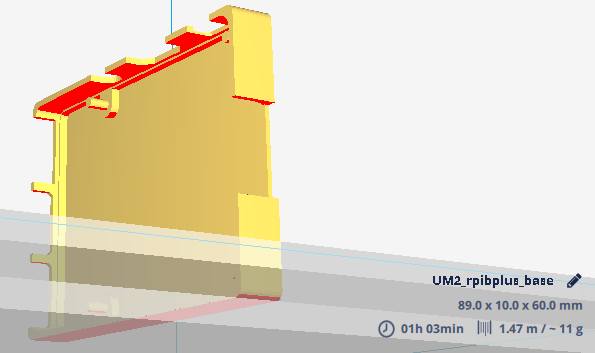 UM2_rpibplus_base
89.0 x 10.0 x 60.0 mm
01h 03min 1.47 m / ~ 11 g